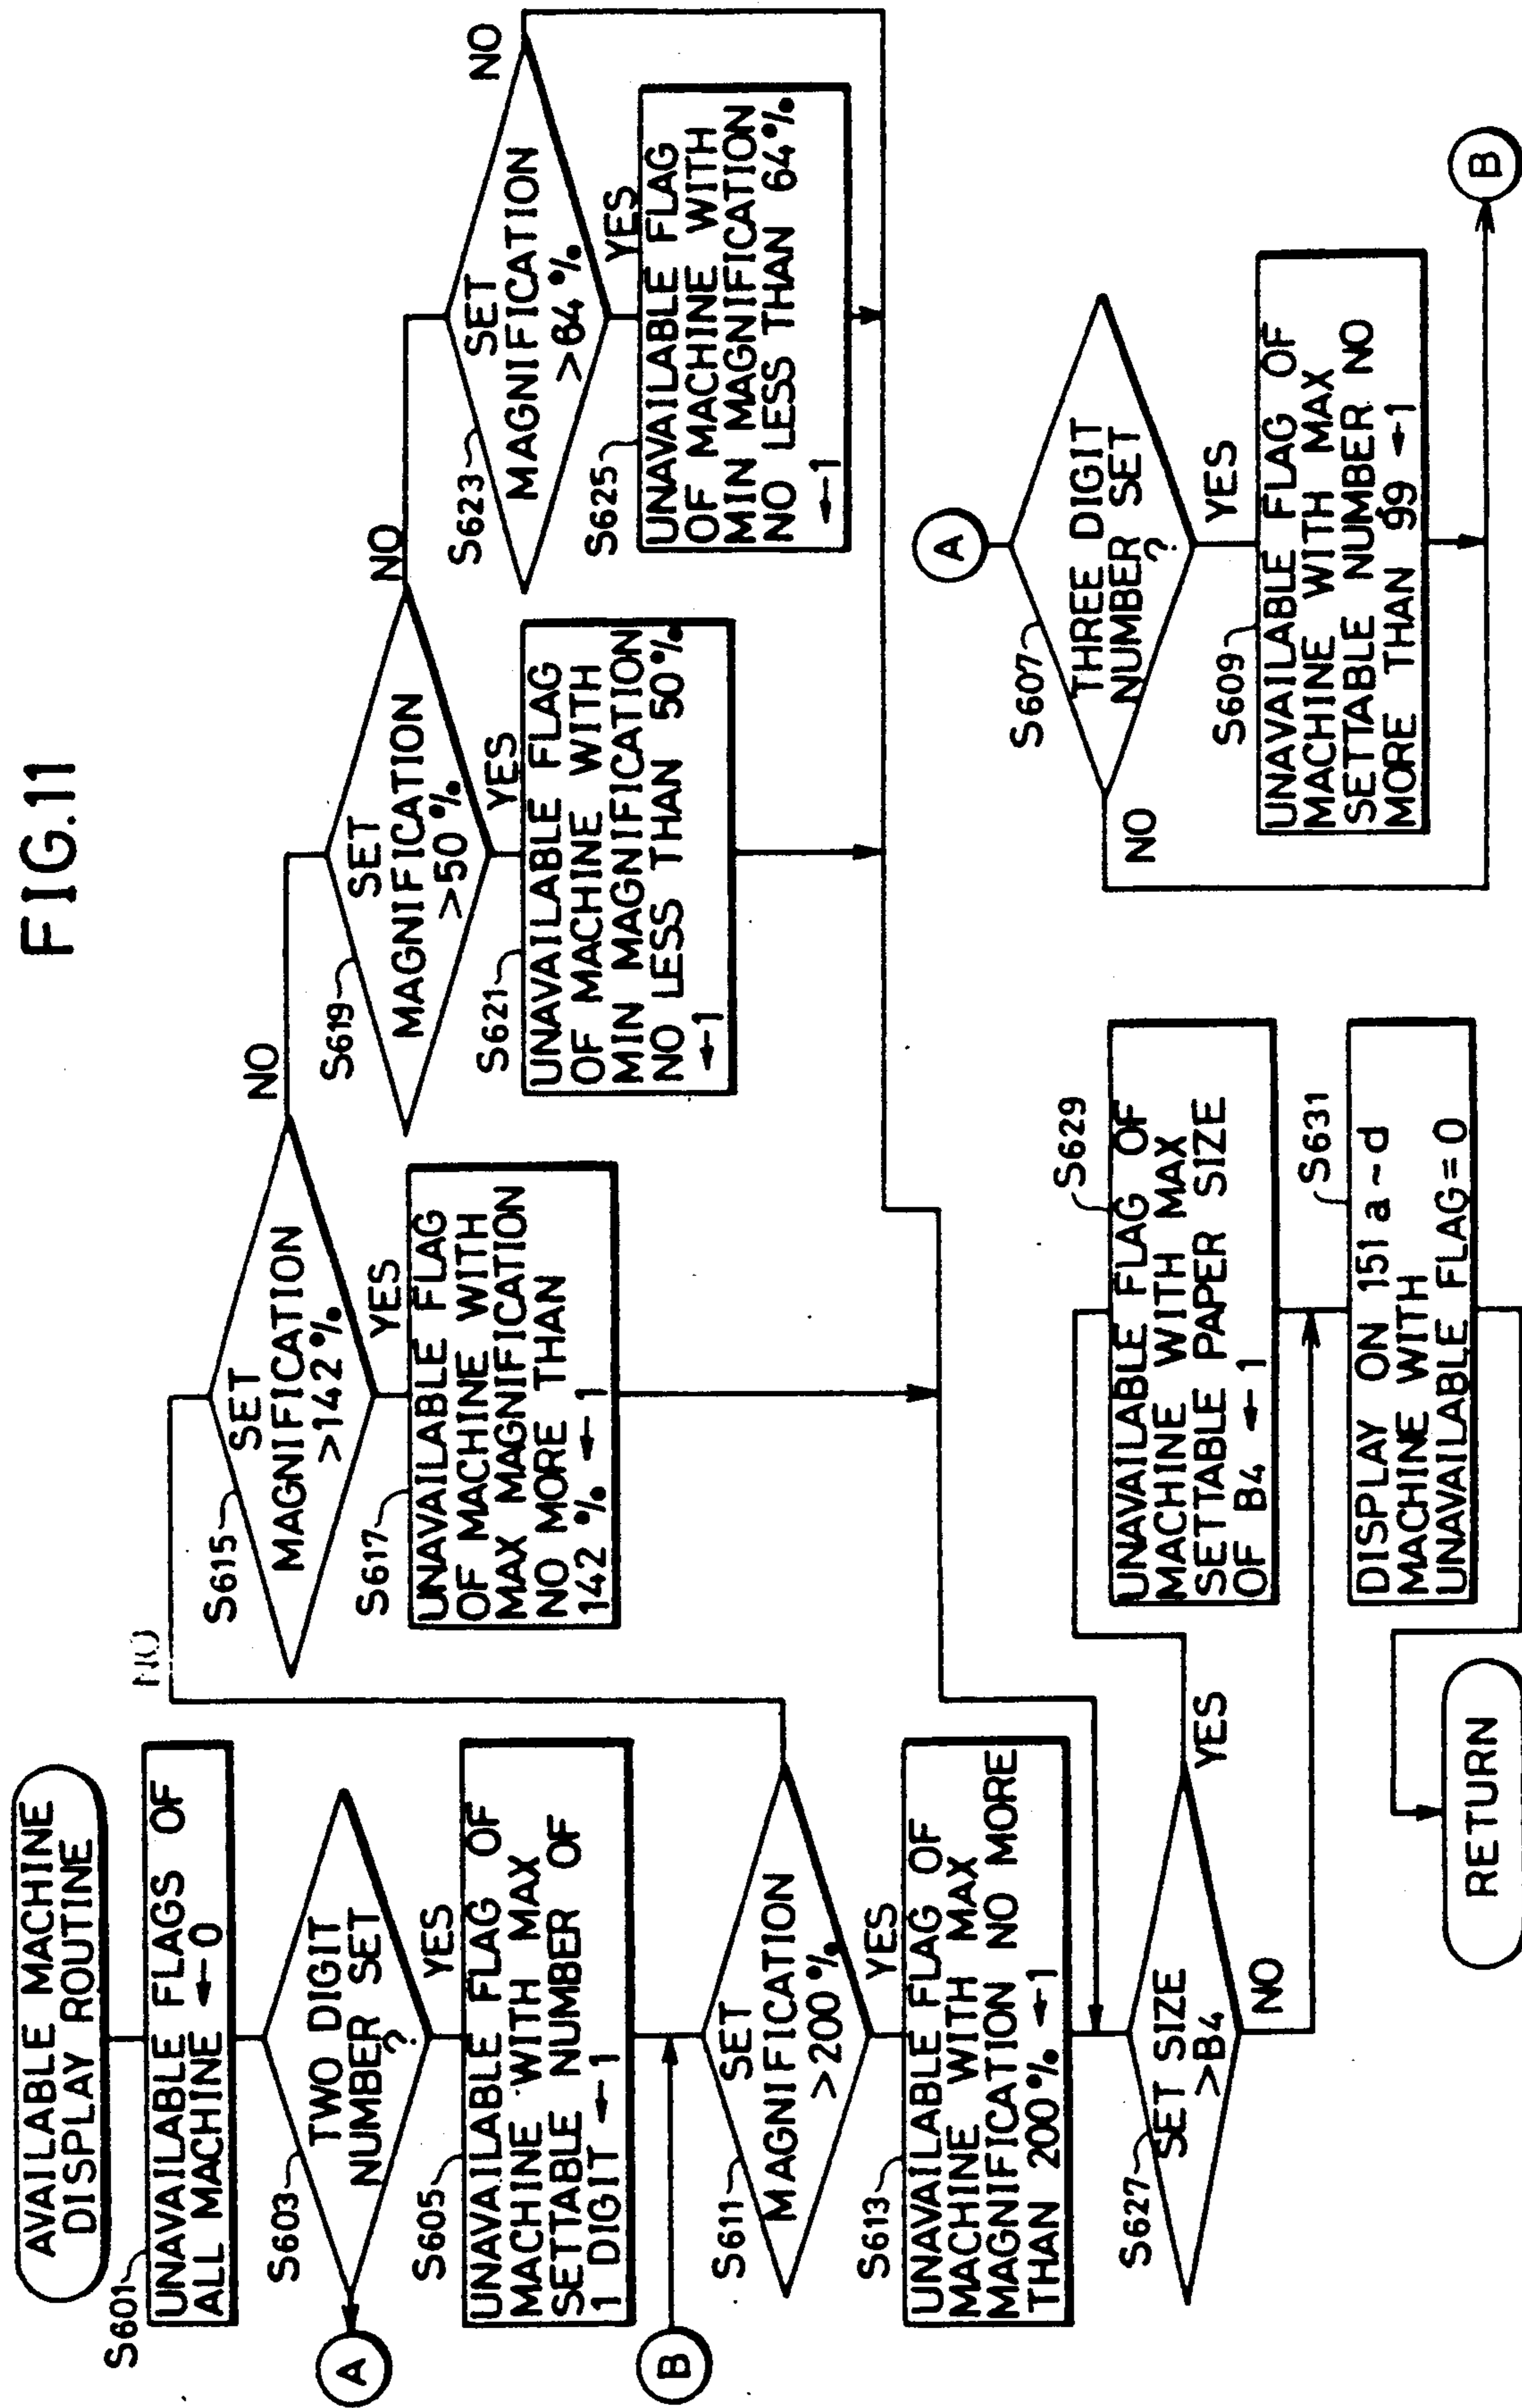 FIG.11
AVAILABLE MACHINE
DISPLAY ROUTINE
S601
UNAVAILABLE FLAGS OF
ALL MACHINE ←0
S603
TWO DIGIT
NUMBER SET
?
A
YES
S605
UNAVAILABLE FLAG OF
MACHINE WITH MAX
SETTABLE NUMBER OF
1 DIGIT ←1
B
S611
SET
MAGNIFICATION
>200%
NO
YES
S613
UNAVAILABLE FLAG OF
MACHINE WITH MAX
MAGNIFICATION NO MORE
THAN 200% ←1
S615
SET
MAGNIFICATION
>142%
NO
YES
S617
UNAVAILABLE FLAG
OF MACHINE WITH
MAX MAGNIFICATION
NO MORE THAN
142 % ←1
S619
SET
MAGNIFICATION
>50%
NO
YES
S621
UNAVAILABLE FLAG
OF MACHINE WITH
MIN MAGNIFICATION
NO LESS THAN 50%
←1
S623
SET
MAGNIFICATION
>64%
NO
YES
S625
UNAVAILABLE FLAG
OF MACHINE WITH
MIN MAGNIFICATION
NO LESS THAN 64%
←1
S627
SET SIZE
>B4
YES
NO
S629
UNAVAILABLE FLAG OF
MACHINE WITH MAX
SETTABLE PAPER SIZE
OF B4 ←1
S631
DISPLAY ON 151 a~d
MACHINE WITH
UNAVAILABLE FLAG=0
RETURN
A
S607
THREE DIGIT
NUMBER SET
?
NO
YES
S609
UNAVAILABLE FLAG OF
MACHINE WITH MAX
SETTABLE NUMBER NO
MORE THAN 99 ←1
B